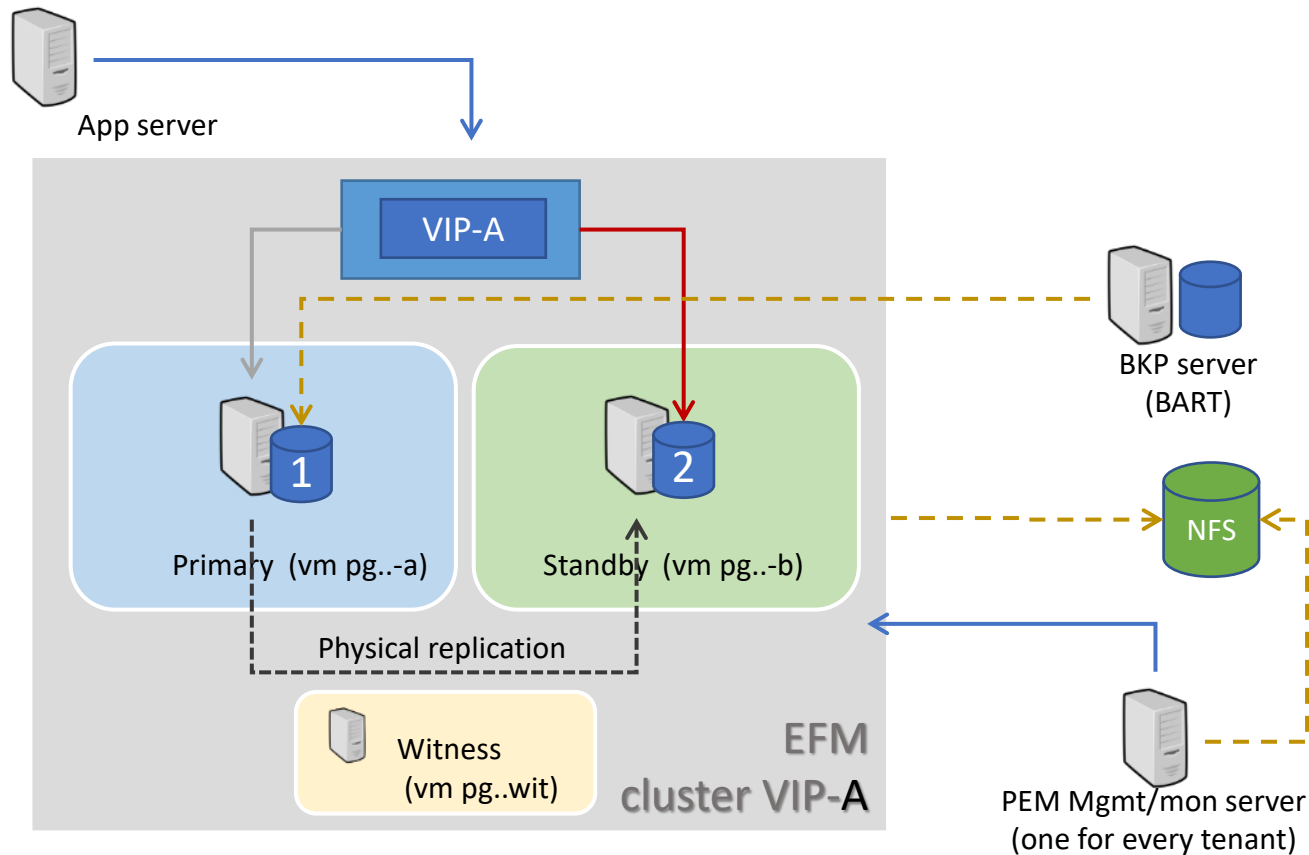 App server
VIP-A
BKP server
(BART)
1
2
NFS
Primary  (vm pg..-a)
Standby  (vm pg..-b)
Physical replication
Witness
(vm pg..wit)
EFM
cluster VIP-A
PEM Mgmt/mon server
(one for every tenant)